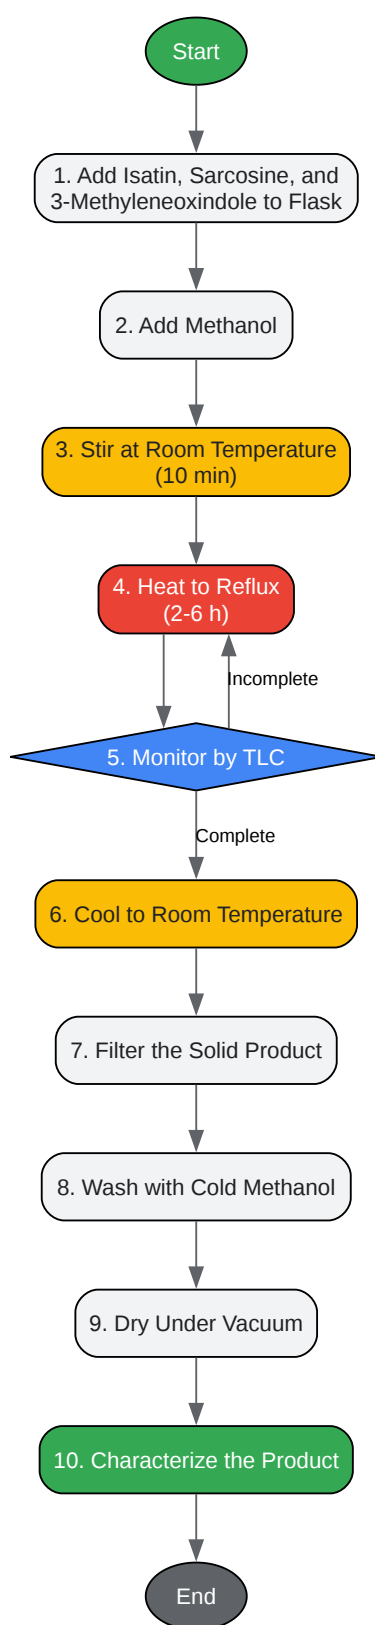 Start
1. Add Isatin, Sarcosine, and
3-Methyleneoxindole to Flask
2. Add Methanol
3. Stir at Room Temperature
(10 min)
4. Heat to Reflux
(2-6 h)
Incomplete
5. Monitor by TLC
Complete
6. Cool to Room Temperature
7. Filter the Solid Product
8. Wash with Cold Methanol
9. Dry Under Vacuum
10. Characterize the Product
End